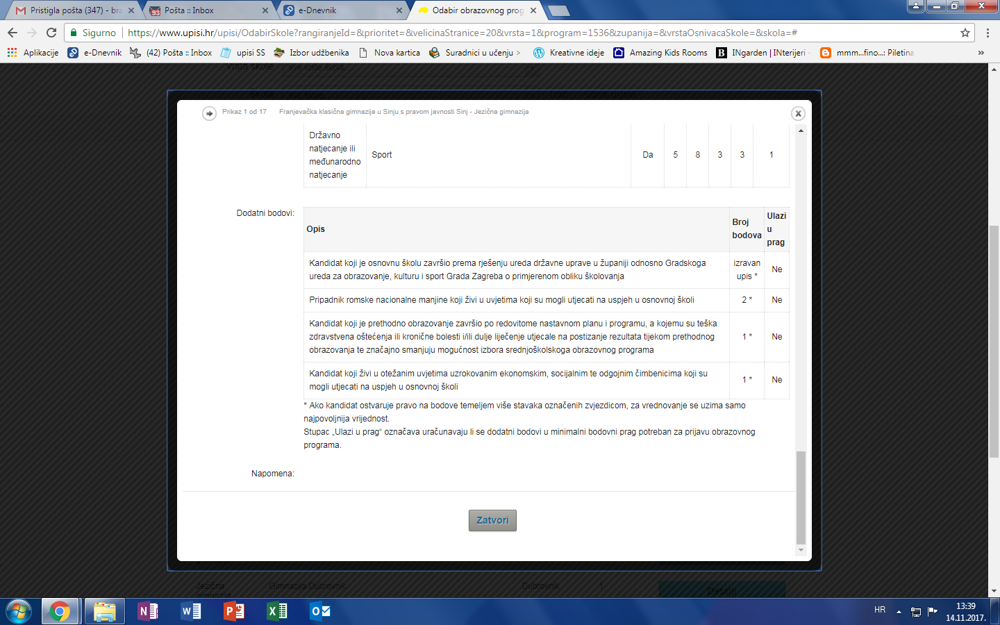 Pristigla pošta (347) - bra
Pošta :: Inbox
e-Dnevnik
Odabir obrazovnog prog
Sigurno
https://www.upisi.hr/upisi/OdabirSkole?rangiranjeId=&prioritet=&velicinaStranice=20&vrsta=1&program=1536&zupanija=&vrstaOsnivacaSkole=&skola=#
Aplikacije
e-Dnevnik
(42) Pošta :: Inbox
upisi SS
Izbor udžbenika
Nova kartica
Suradnici u učenju >
Kreativne ideje
Amazing Kids Rooms
INgarden | INterijeri -
mmm...fino...: Piletina
»
Vrsta škole
Prikaz 1 od 17
Franjevačka klasična gimnazija u Sinju s pravom javnosti Sinj - Jezična gimnazija
Državno
natjecanje ili
međunarodno
natjecanje
Sport
Da
5
8
3
3
1
Dodatni bodovi:
Opis
Broj
bodova
Ulazi
u
prag
Kandidat koji je osnovnu školu završio prema rješenju ureda državne uprave u županiji odnosno Gradskoga
ureda za obrazovanje, kulturu i sport Grada Zagreba o primjerenom obliku školovanja
izravan
upis *
Ne
Pripadnik romske nacionalne manjine koji živi u uvjetima koji su mogli utjecati na uspjeh u osnovnoj školi
2 *
Ne
Kandidat koji je prethodno obrazovanje završio po redovitome nastavnom planu i programu, a kojemu su teška
zdravstvena oštećenja ili kronične bolesti i/ili dulje liječenje utjecale na postizanje rezultata tijekom prethodnog
obrazovanja te značajno smanjuju mogućnost izbora srednjoškolskoga obrazovnog programa
1 *
Ne
Kandidat koji živi u otežanim uvjetima uzrokovanim ekonomskim, socijalnim te odgojnim čimbenicima koji su
mogli utjecati na uspjeh u osnovnoj školi
1 *
Ne
* Ako kandidat ostvaruje pravo na bodove temeljem više stavaka označenih zvjezdicom, za vrednovanje se uzima samo
najpovoljnija vrijednost.
Stupac „Ulazi u prag“ označava uračunavaju li se dodatni bodovi u minimalni bodovni prag potreban za prijavu obrazovnog
programa.
Napomena:
Zatvori
Jezična
gimnazija
Gimnazija Dubrovnik
Dubrovnik
Detalji
HR
13:39
14.11.2017.